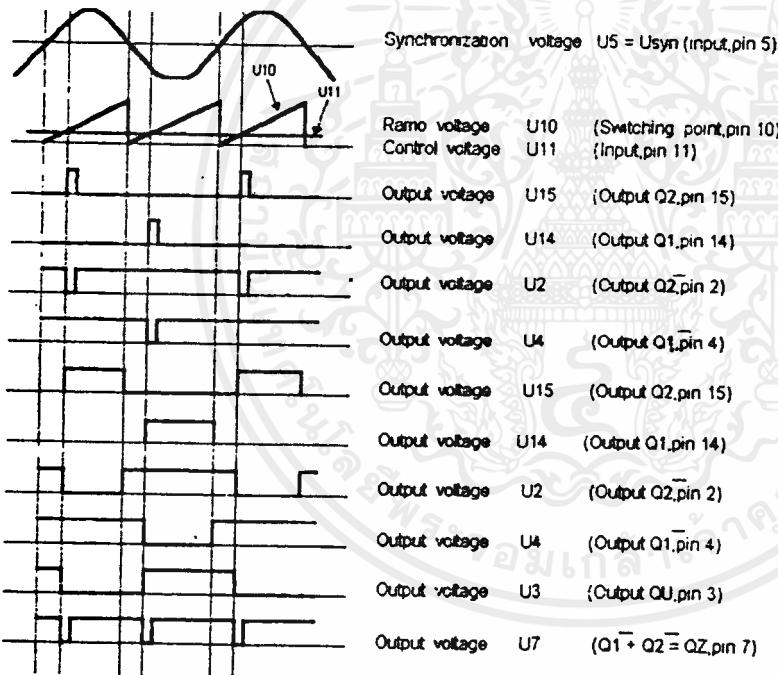 Synchronization voltage U5 = Usyn (input,pin 5)
U10
U11
Ramo voltage U10 (Switching point,pin 10)
Control voltage U11 (Input,pin 11)
Output voltage U15 (Output Q2,pin 15)
Output voltage U14 (Output Q1,pin 14)
Output voltage U2 (Output Q2̅,pin 2)
Output voltage U4 (Output Q1̅,pin 4)
Output voltage U15 (Output Q2,pin 15)
Output voltage U14 (Output Q1,pin 14)
Output voltage U2 (Output Q2̅,pin 2)
Output voltage U4 (Output Q1̅,pin 4)
Output voltage U3 (Output QU,pin 3)
Output voltage U7 (Q1̅ + Q2̅ = QZ,pin 7)